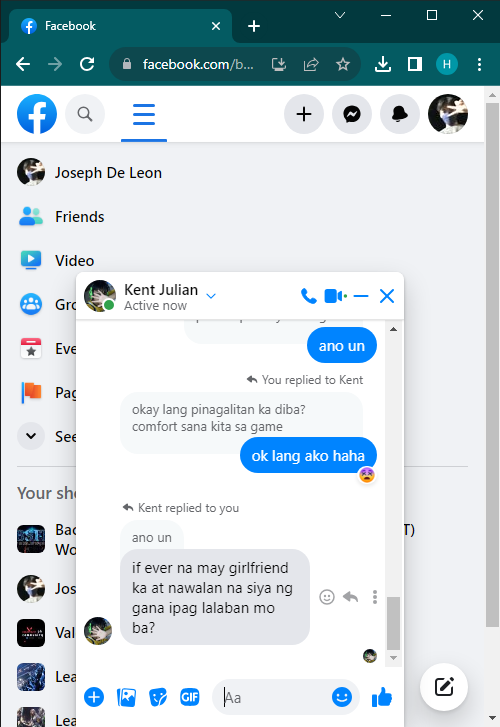 Facebook
facebook.com/b...
H
Joseph De Leon
Friends
Video
Gro
Kent Julian
Active now
Eve
ano un
You replied to Kent
Pag
okay lang pinagalitan ka diba?
comfort sana kita sa game
See
ok lang ako haha
Your sh
Kent replied to you
Bac
T)
Wo
ano un
if ever na may girlfriend
ka at nawalan na siya ng
gana ipag lalaban mo
ba?
Jos
Val
Lea
GIF
Aa
Lea